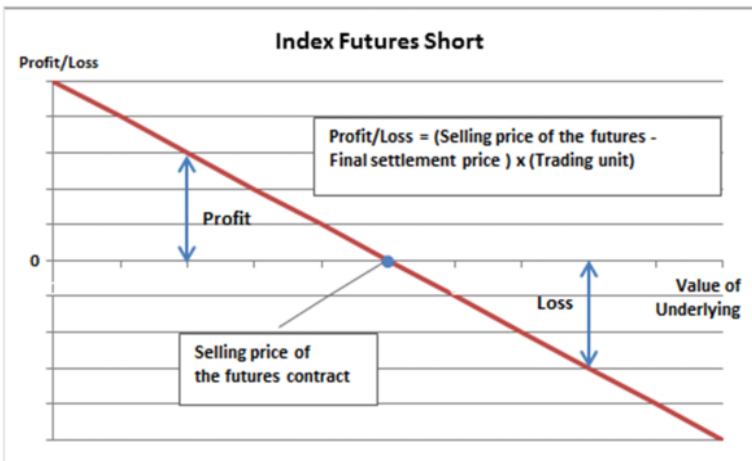 Index Futures Short
Profit/Loss
Profit/Loss = (Selling price of the futures -
Final settlement price ) x (Trading unit)
Profit
0
Value of
Underlying
Loss
Selling price of
the futures contract